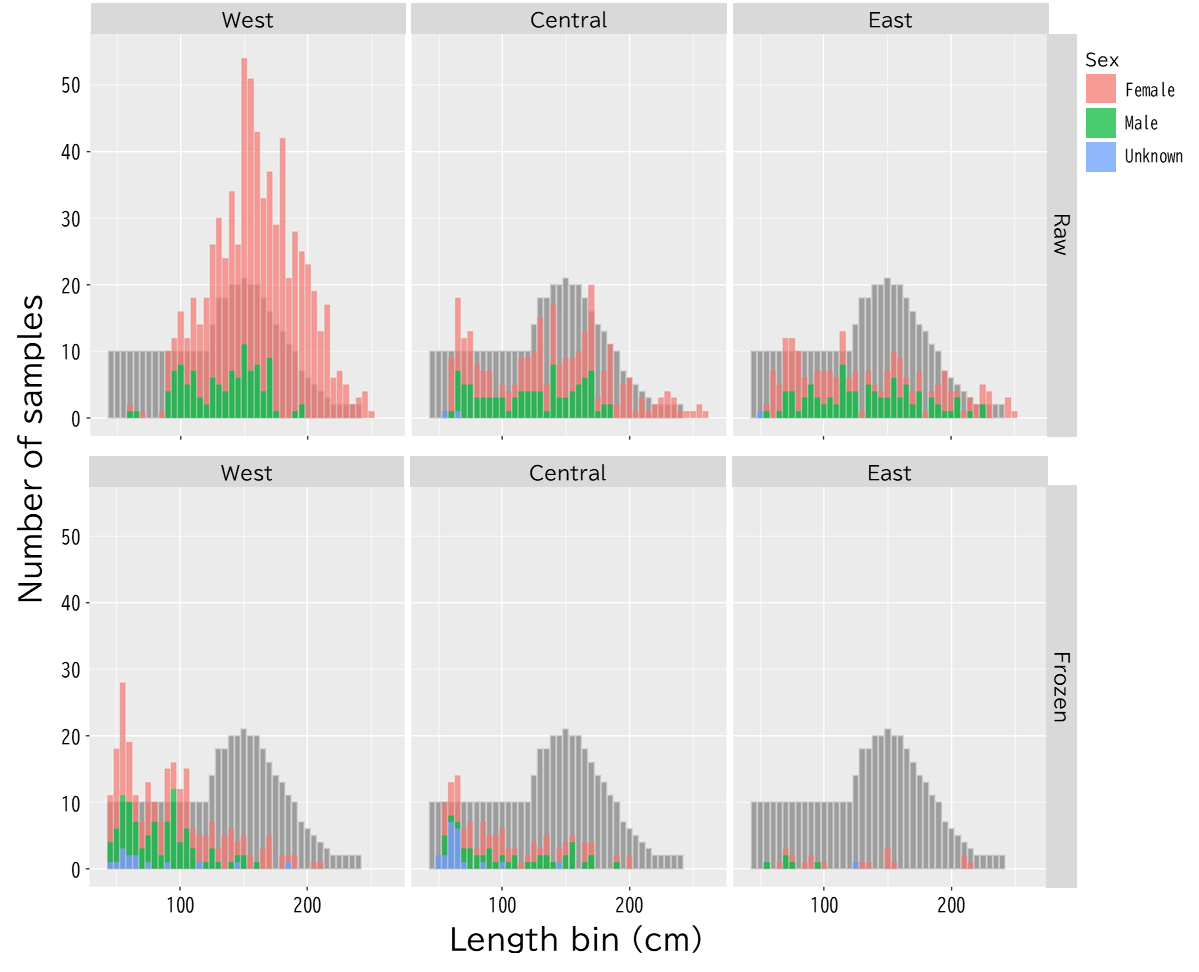 West Central East
Sex
Female
Male
Unknown
50
40
30
20
10
0
Raw
Number of samples
West Central East
50
40
30
20
10
0
Frozen
100 200 100 200 100 200
Length bin (cm)